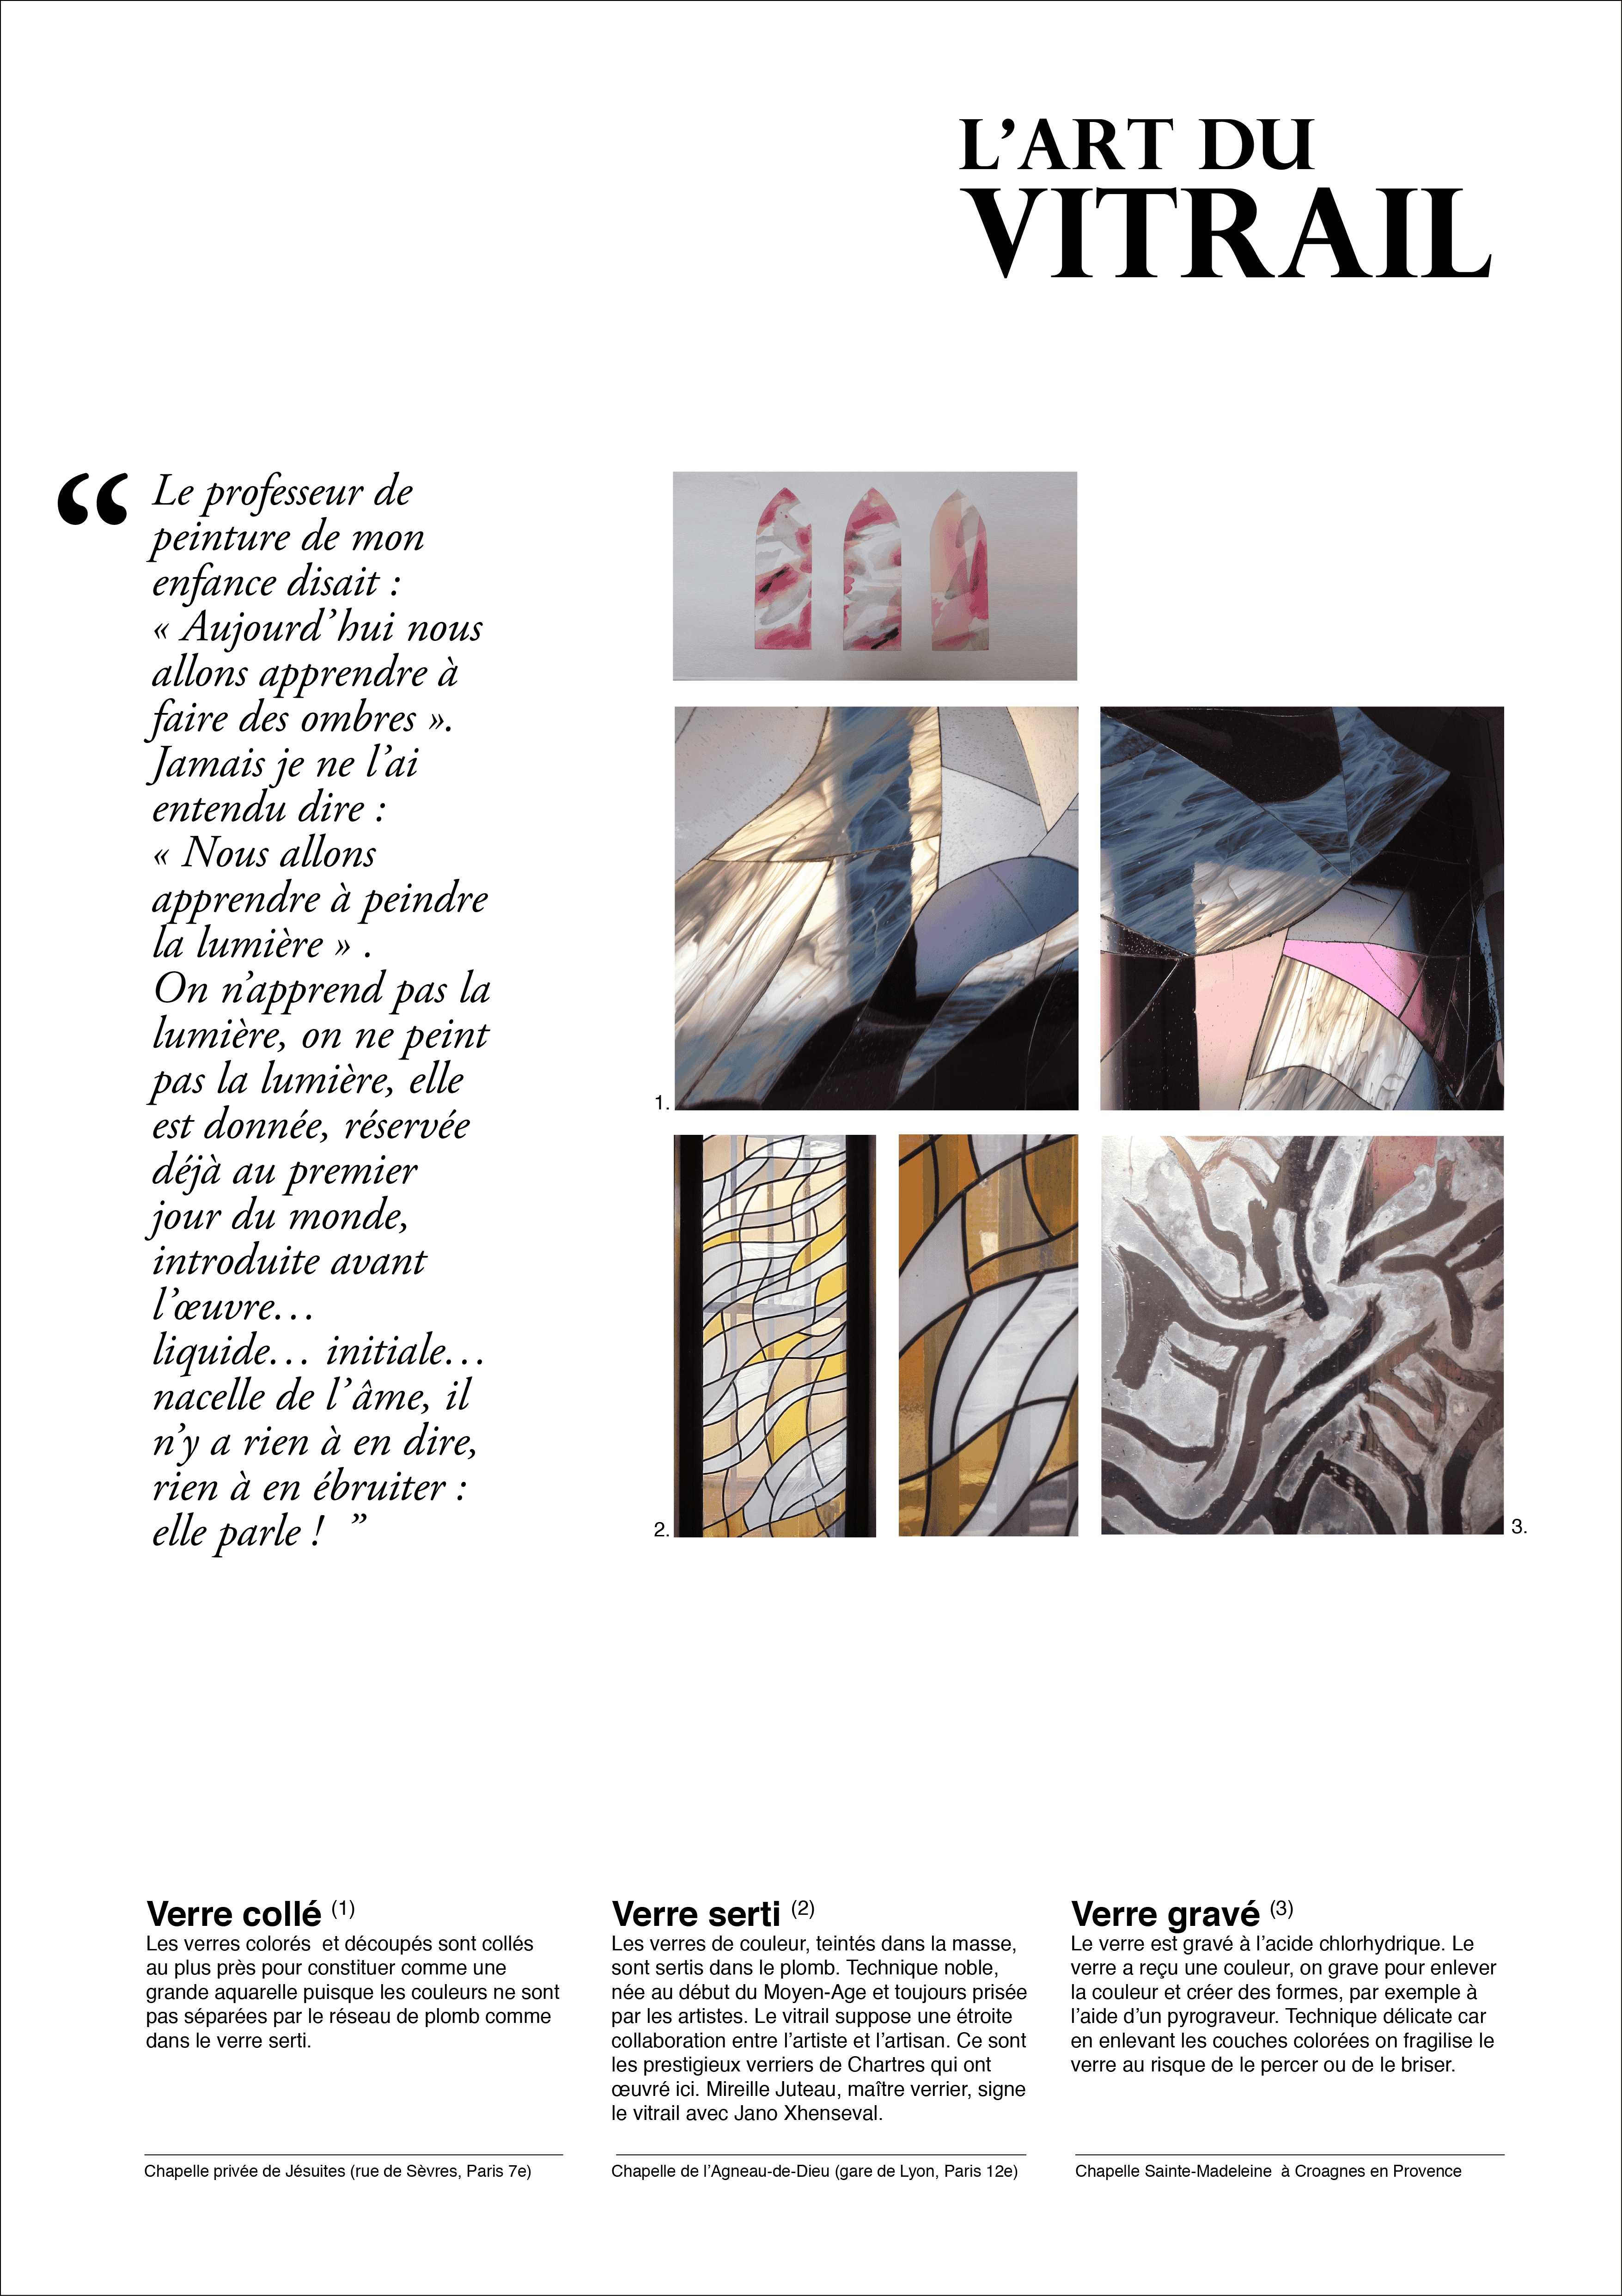 L’ART DU
VITRAIL
“ Le professeur de
peinture de mon
enfance disait :
« Aujourd’hui nous
allons apprendre à
faire des ombres ».
Jamais je ne l’ai
entendu dire :
« Nous allons
apprendre à peindre
la lumière » .
On n’apprend pas la
lumière, on ne peint
pas la lumière, elle
est donnée, réservée
déjà au premier
jour du monde,
introduite avant
l’œuvre…
liquide… initiale…
nacelle de l’âme, il
n’y a rien à en dire,
rien à en ébruiter :
elle parle ! ”
1.
2.
3.
Verre collé (1)
Les verres colorés et découpés sont collés
au plus près pour constituer comme une
grande aquarelle puisque les couleurs ne sont
pas séparées par le réseau de plomb comme
dans le verre serti.
Chapelle privée de Jésuites (rue de Sèvres, Paris 7e)
Verre serti (2)
Les verres de couleur, teintés dans la masse,
sont sertis dans le plomb. Technique noble,
née au début du Moyen-Age et toujours prisée
par les artistes. Le vitrail suppose une étroite
collaboration entre l’artiste et l’artisan. Ce sont
les prestigieux verriers de Chartres qui ont
œuvré ici. Mireille Juteau, maître verrier, signe
le vitrail avec Jano Xhenseval.
Chapelle de l’Agneau-de-Dieu (gare de Lyon, Paris 12e)
Verre gravé (3)
Le verre est gravé à l’acide chlorhydrique. Le
verre a reçu une couleur, on grave pour enlever
la couleur et créer des formes, par exemple à
l’aide d’un pyrograveur. Technique délicate car
en enlevant les couches colorées on fragilise le
verre au risque de le percer ou de le briser.
Chapelle Sainte-Madeleine à Croagnes en Provence